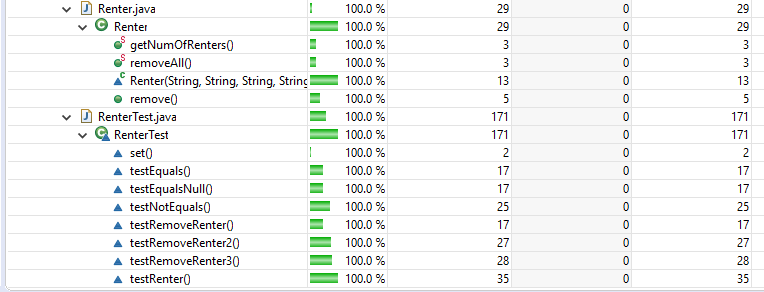 Renter.java 100.0 % 29 0 29
Renter 100.0 % 29 0 29
getNumOfRenters() 100.0 % 3 0 3
removeAll() 100.0 % 3 0 3
Renter(String, String, String, String 100.0 % 13 0 13
remove() 100.0 % 5 0 5
RenterTest.java 100.0 % 171 0 171
RenterTest 100.0 % 171 0 171
set() 100.0 % 2 0 2
testEquals() 100.0 % 17 0 17
testEqualsNull() 100.0 % 17 0 17
testNotEquals() 100.0 % 25 0 25
testRemoveRenter() 100.0 % 17 0 17
testRemoveRenter2() 100.0 % 27 0 27
testRemoveRenter3() 100.0 % 28 0 28
testRenter() 100.0 % 35 0 35